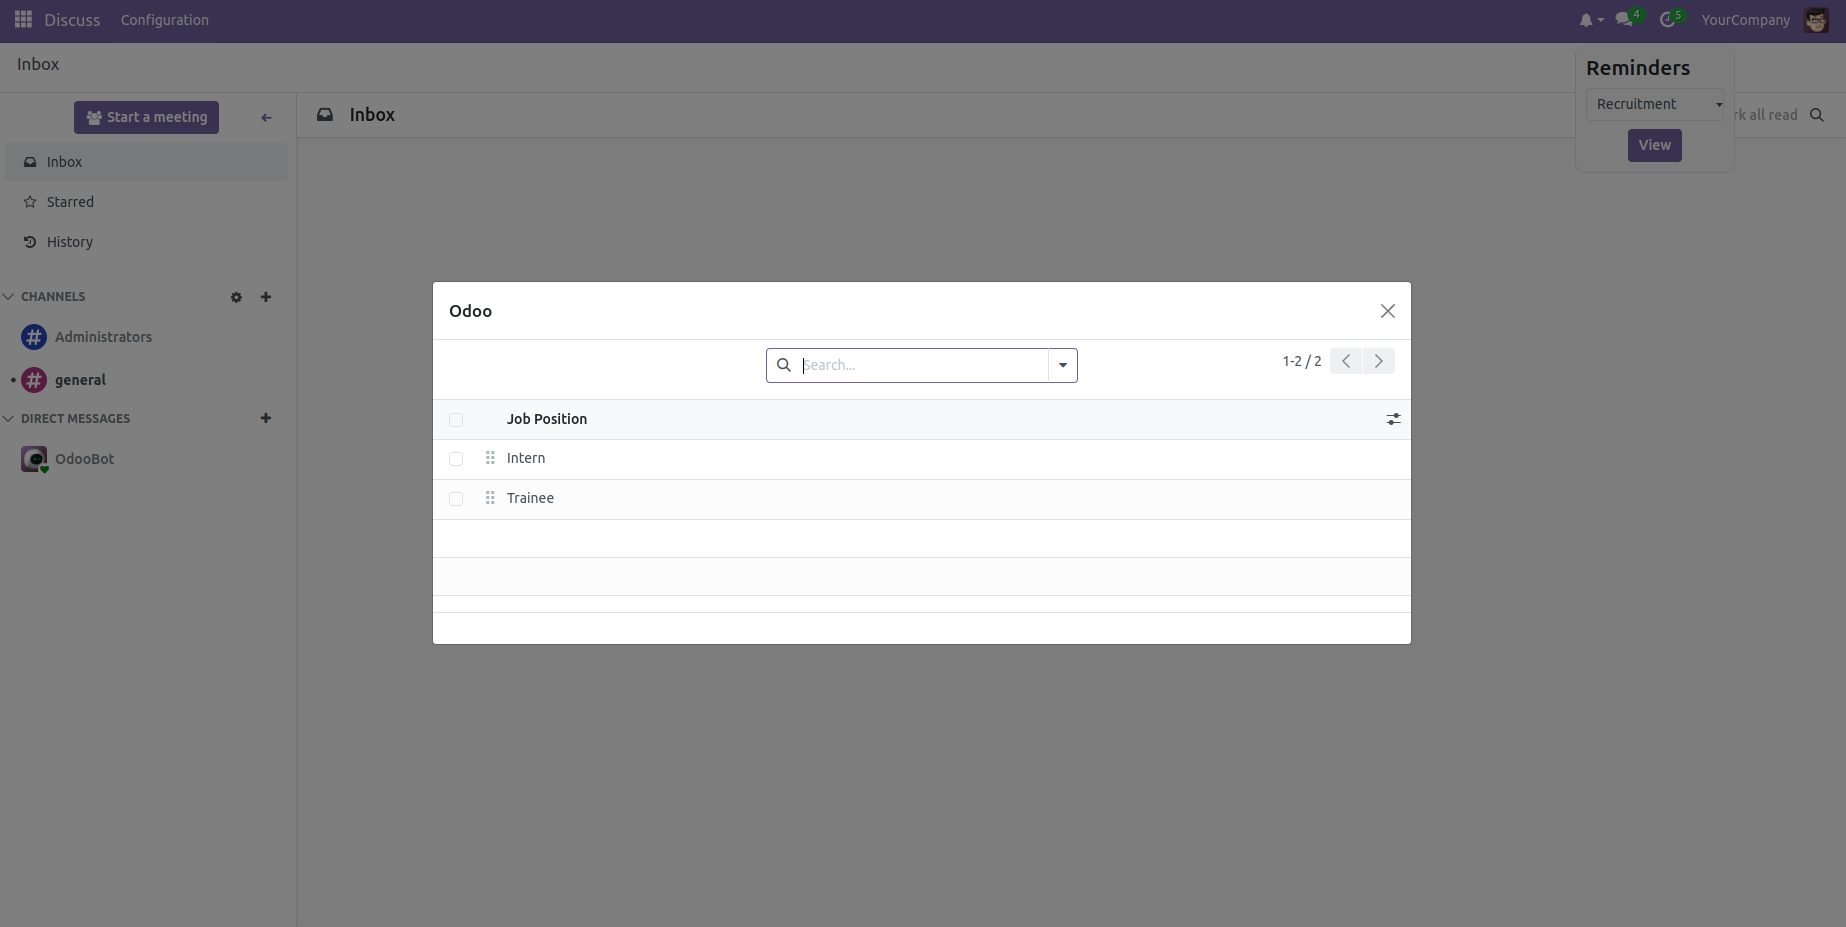 Discuss Configuration 4 5 YourCompany
Inbox
Reminders
Recruitment
View
Start a meeting
Inbox
rk all read
Inbox
Starred
History
CHANNELS
Administrators
general
DIRECT MESSAGES
OdooBot
Odoo
Search...
1-2 / 2
Job Position
Intern
Trainee